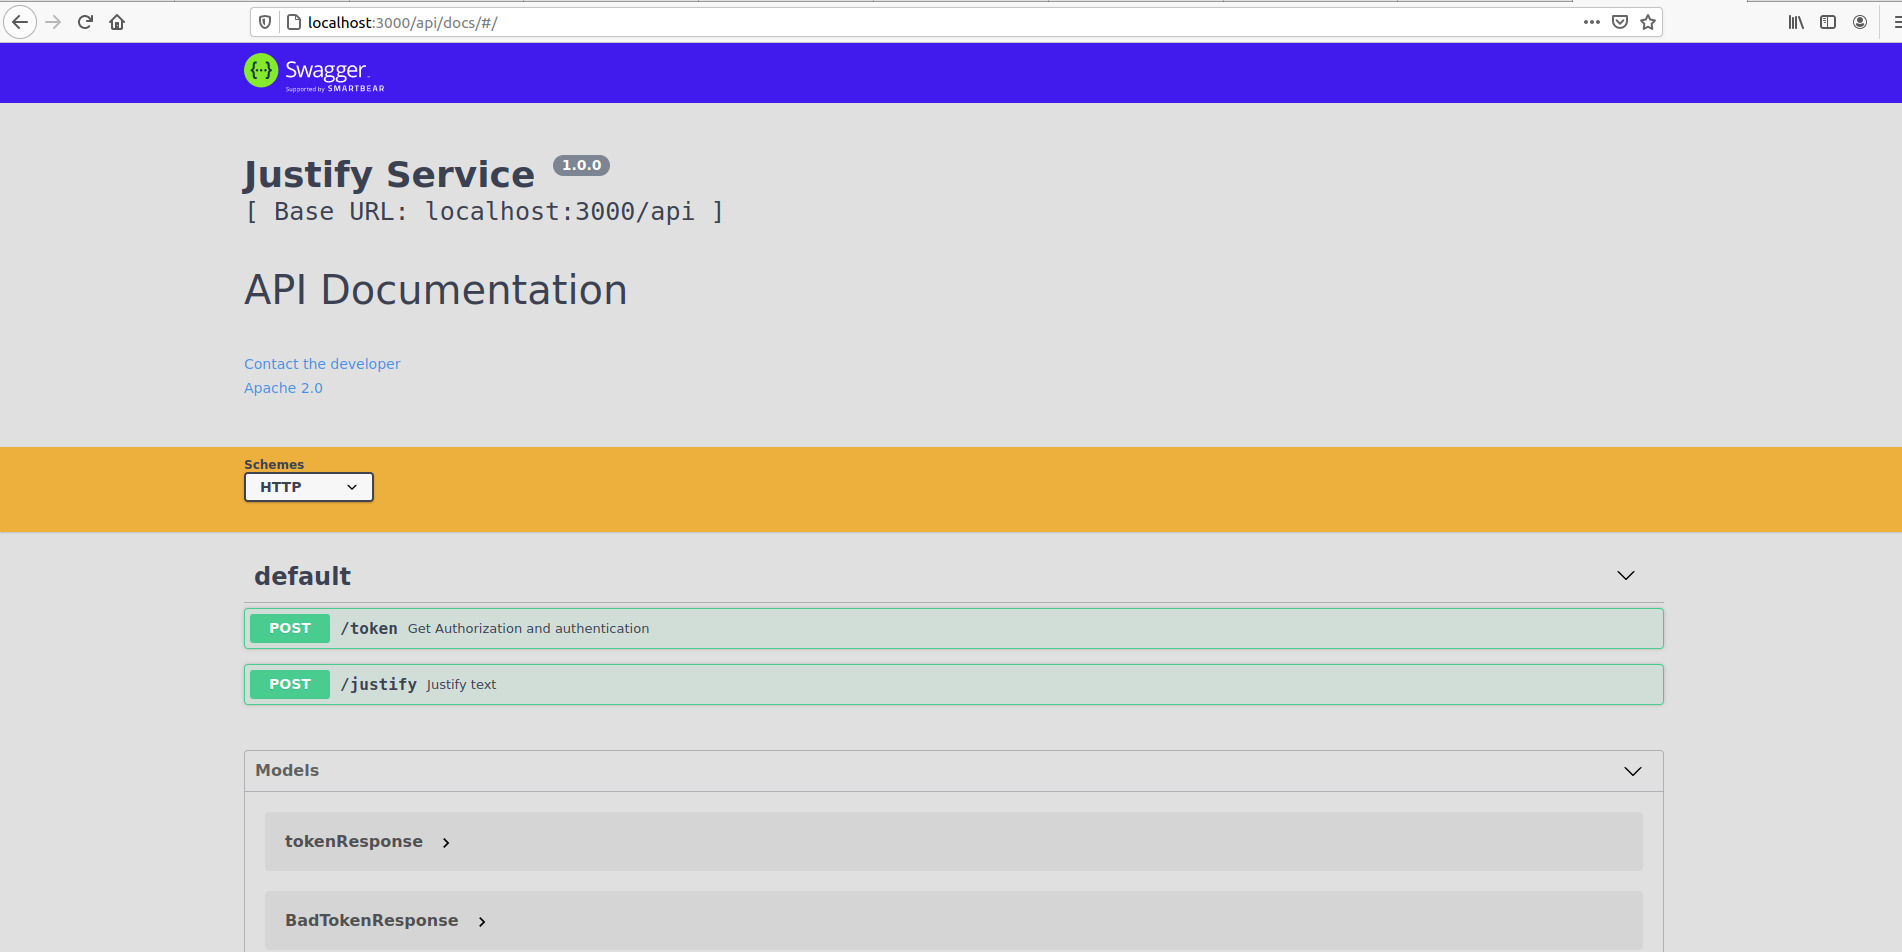 localhost:3000/api/docs/#/
{···} Swagger
Supported by SMARTBEAR
Justify Service 1.0.0
[ Base URL: localhost:3000/api ]
API Documentation
Contact the developer
Apache 2.0
Schemes
HTTP
default
POST /token Get Authorization and authentication
POST /justify Justify text
Models
tokenResponse
BadTokenResponse